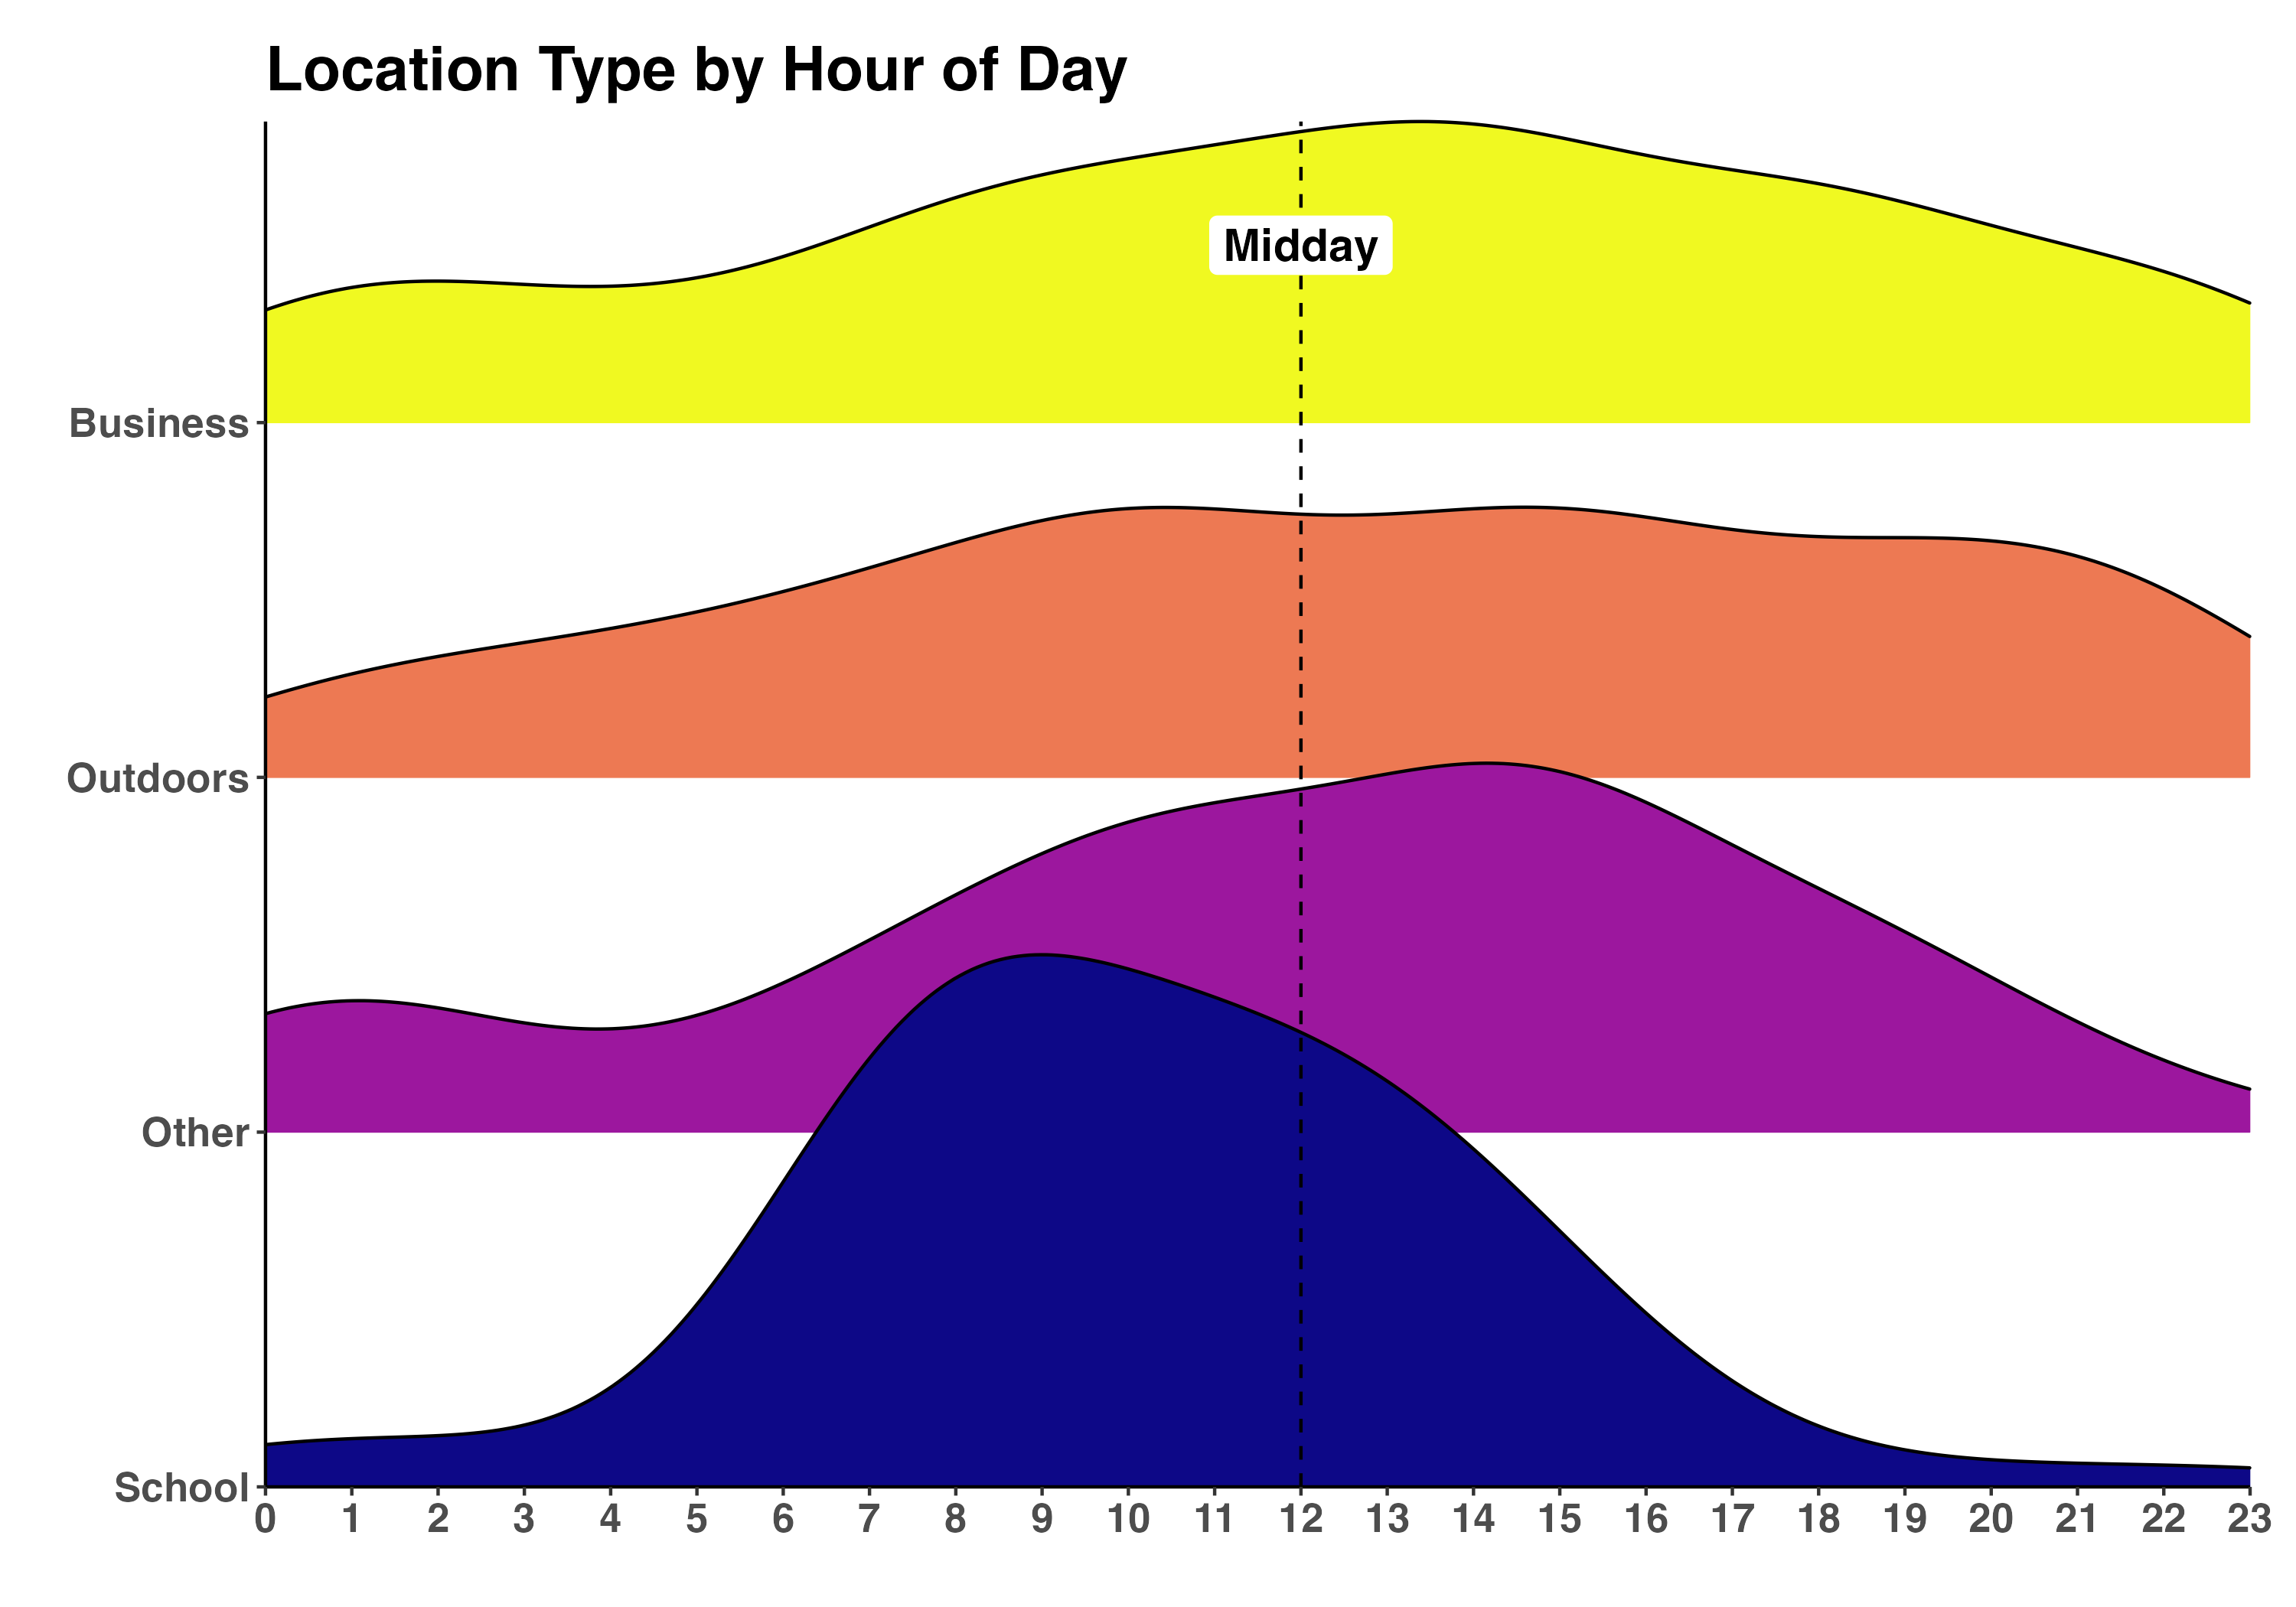 Location Type by Hour of Day
Midday
Business
Outdoors
Other
School
0 1 2 3 4 5 6 7 8 9 10 11 12 13 14 15 16 17 18 19 20 21 22 23